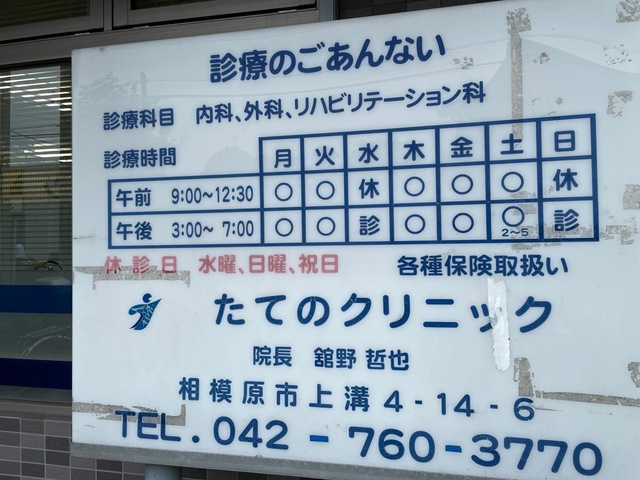 診療のごあんない
診療科目 内科、外科、リハビリテーション科
診療時間 月 火 水 木 金 土 日
午前 9:00~12:30 ○ ○ 休 ○ ○ ○ 休
午後 3:00~7:00 ○ ○ 診 ○ ○ ○ 2~5 診
休診日 水曜、日曜、祝日 各種保険取扱い
たてのクリニック
院長 舘野 哲也
相模原市上溝4-14-6
TEL.042-760-3770